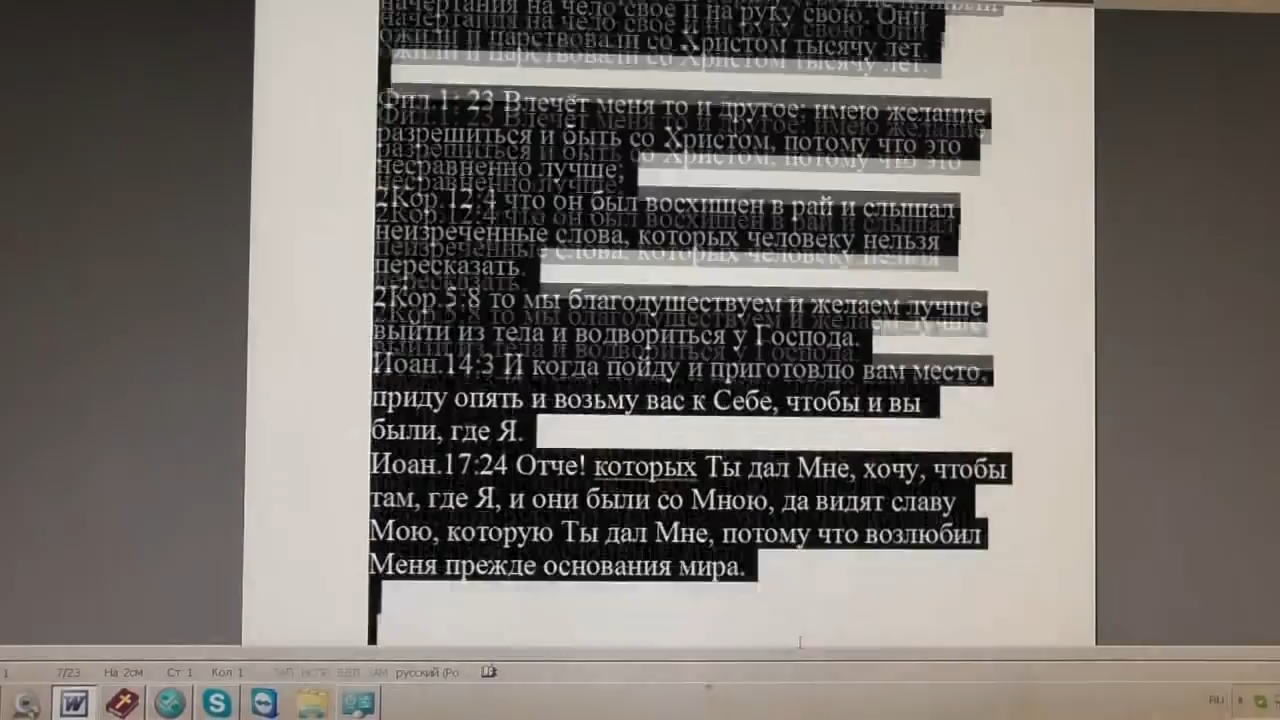 начертания на чело свое и на руку свою. Они
ожили и царствовали со Христом тысячу лет.
Фил.1: 23 Влечёт меня то и другое: имею желание
разрешиться и быть со Христом, потому что это
несравненно лучше;
2Кор.12:4 что он был восхищен в рай и слышал
неизреченные слова, которых человеку нельзя
пересказать.
2Кор.5:8 то мы благодушествуем и желаем лучше
выйти из тела и водвориться у Господа.
Иоан.14:3 И когда пойду и приготовлю вам место,
приду опять и возьму вас к Себе, чтобы и вы
были, где Я.
Иоан.17:24 Отче! которых Ты дал Мне, хочу, чтобы
там, где Я, и они были со Мною, да видят славу
Мою, которую Ты дал Мне, потому что возлюбил
Меня прежде основания мира.
1 7/23 На 2см Ст 1 Кол 1 ЗАП ИСПР ВДЛ ЗАМ русский (Ро
RU